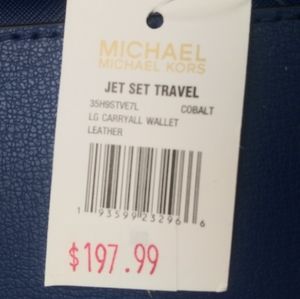 MICHAEL
MICHAEL KORS
JET SET TRAVEL
35H9STVE7L COBALT
LG CARRYALL WALLET
LEATHER
1 93599 23296 6
$197.99